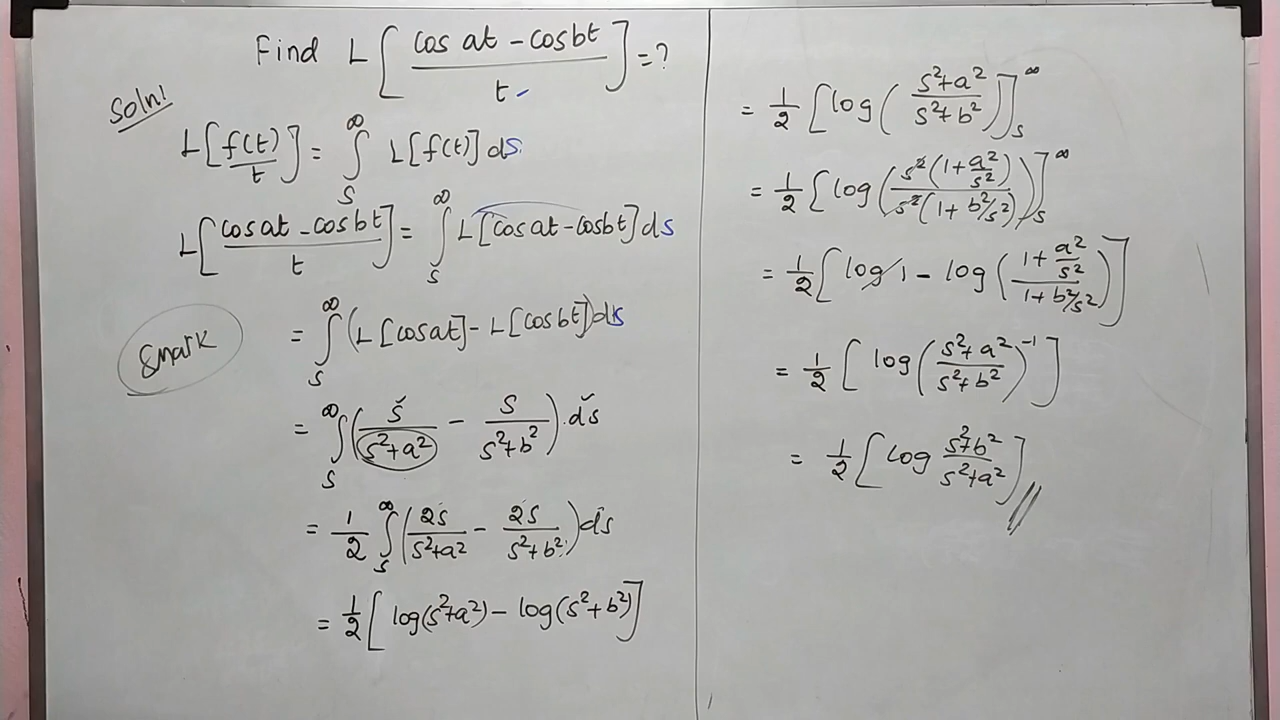 Find L[(cos at - cos bt)/t] = ?
Soln!
L[f(t)/t] = ∫_s^∞ L[f(t)] ds
L[(cos at - cos bt)/t] = ∫_s^∞ L[cos at - cos bt] ds
= ∫_s^∞ (L[cos at] - L[cos bt]) ds
8mark
= ∫_s^∞ (s/(s²+a²) - s/(s²+b²)).ds
= 1/2 ∫_s^∞ (2s/(s²+a²) - 2s/(s²+b²)) ds
= 1/2 [log(s²+a²) - log(s²+b²)]
= 1/2 [log((s²+a²)/(s²+b²))]_s^∞
= 1/2 [log(s²(1+a²/s²)/s²(1+b²/s²))]_s^∞
= 1/2 [log 1 - log((1+a²/s²)/(1+b²/s²))]
= 1/2 [log((s²+a²)/(s²+b²))⁻¹]
= 1/2 [log (s²+b²)/(s²+a²)]//